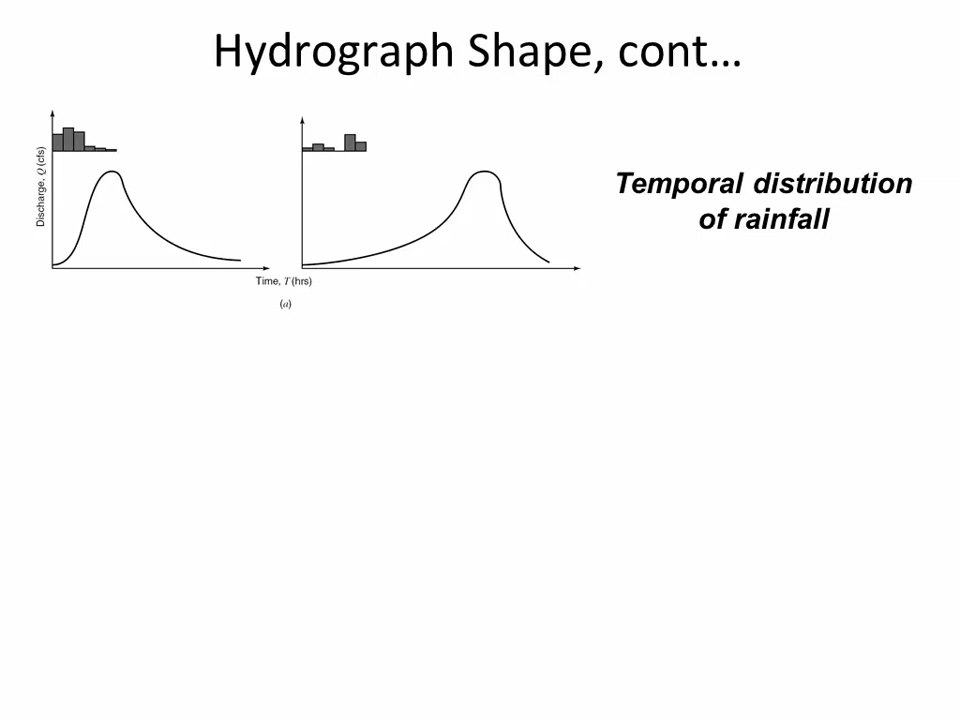 Hydrograph Shape, cont…
Discharge, Q (cfs)
Temporal distribution
of rainfall
Time, T (hrs)
(a)